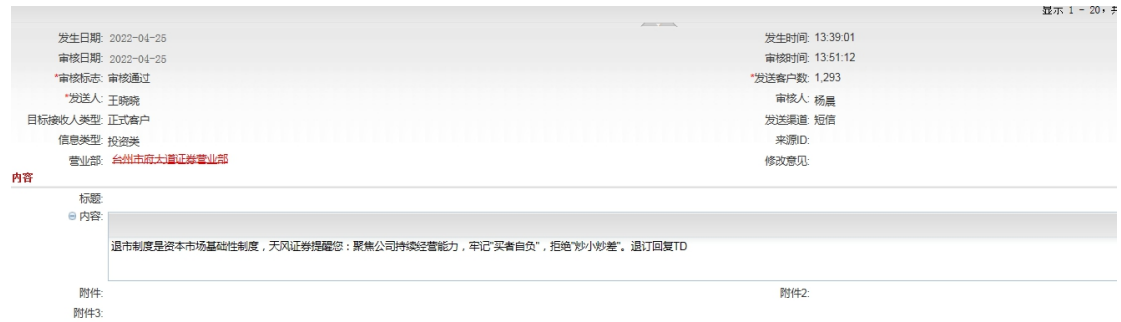 显示 1 - 20，共
发生日期: 2022-04-25 发生时间: 13:39:01
审核日期: 2022-04-25 审核时间: 13:51:12
*审核标志: 审核通过 *发送客户数: 1,293
*发送人: 王晓晓 审核人: 杨晨
目标接收人类型: 正式客户 发送渠道: 短信
信息类型: 投资类 来源ID:
营业部: 台州市府大道证券营业部 修改意见:
内容
标题:
内容:
退市制度是资本市场基础性制度，天风证券提醒您：聚焦公司持续经营能力，牢记"买者自负"，拒绝"炒小炒差"。退订回复TD
附件: 附件2:
附件3: